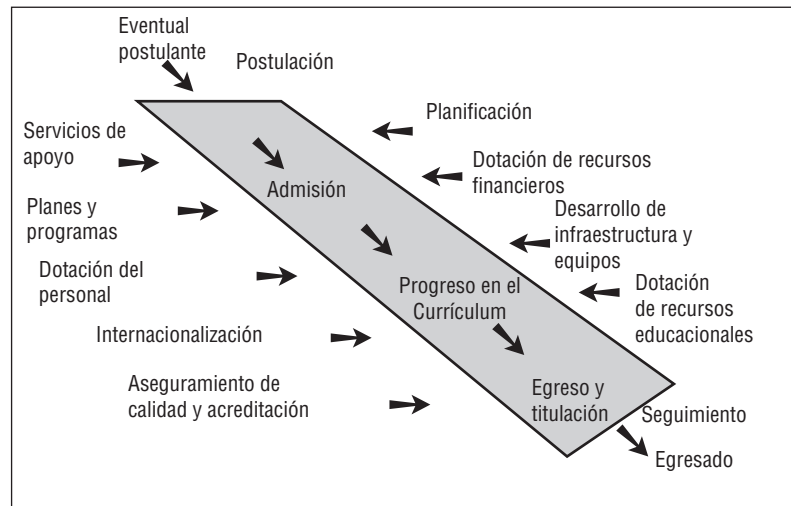 Eventual
postulante
Postulación
Planificación
Servicios de
apoyo
Dotación de recursos
financieros
Admisión
Planes y
programas
Desarrollo de
infraestructura y
equipos
Dotación del
personal
Progreso en el
Currículum
Dotación
de recursos
educacionales
Internacionalización
Aseguramiento de
calidad y acreditación
Egreso y
titulación
Seguimiento
Egresado